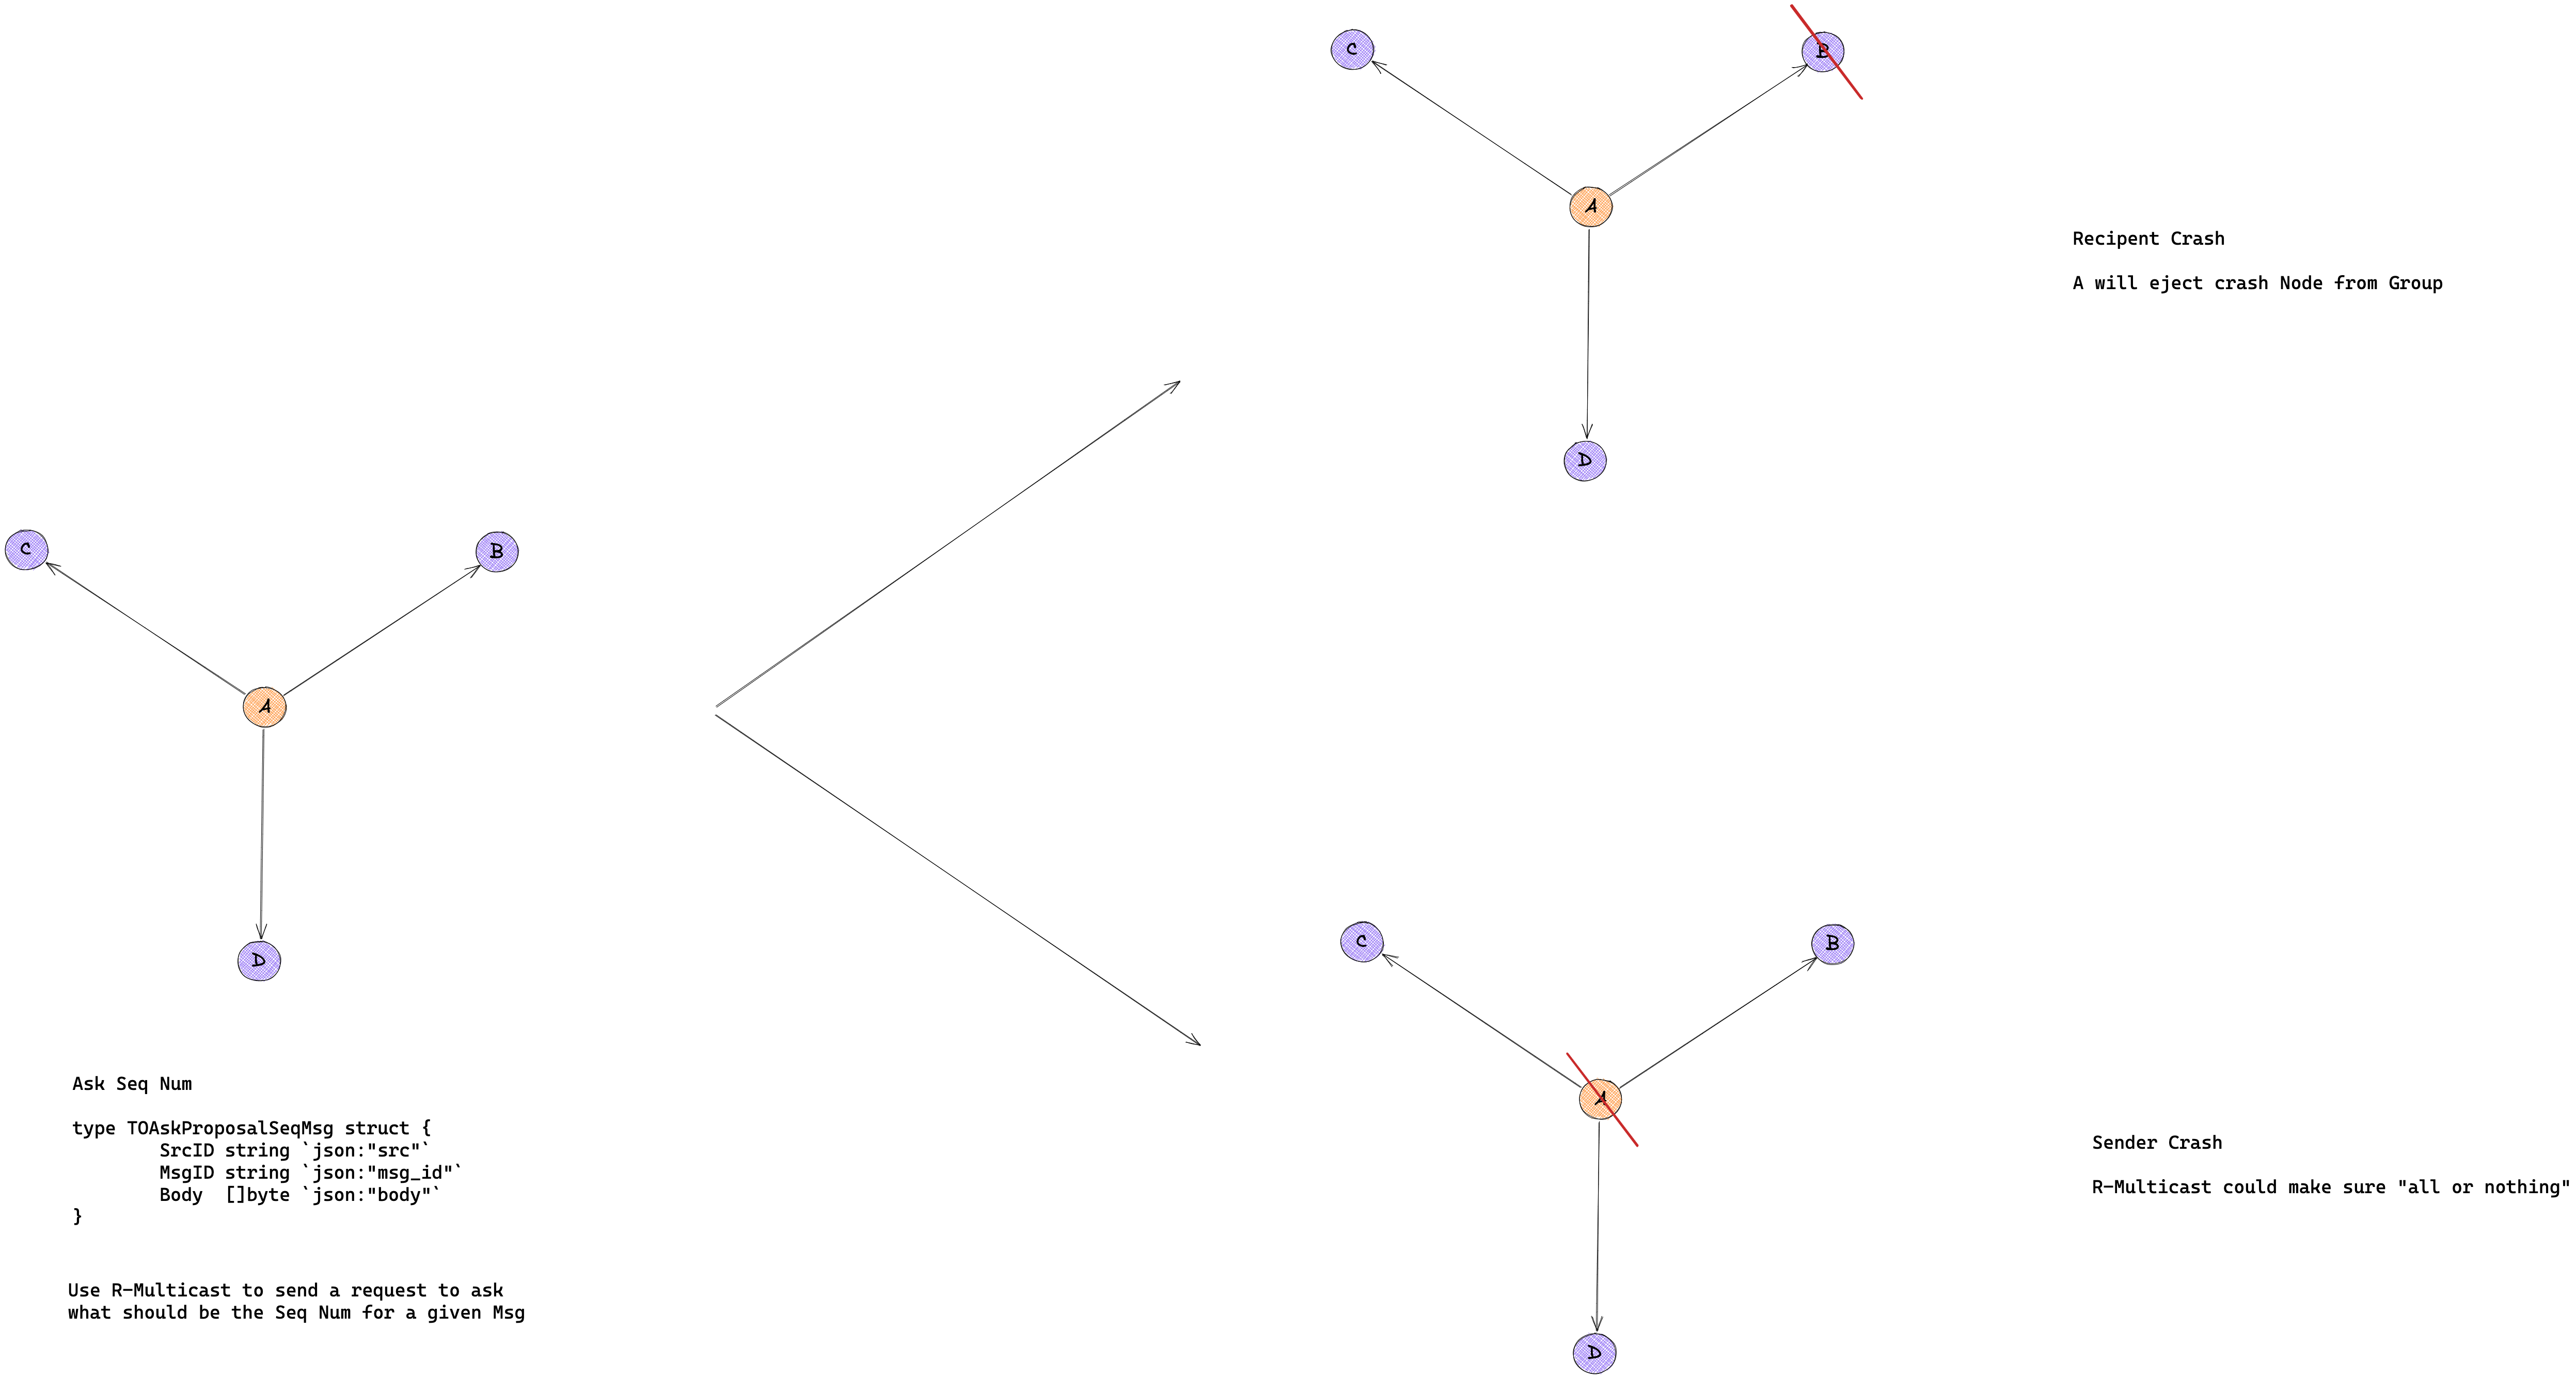 C
B
A
D
Ask Seq Num
type TOAskProposalSeqMsg struct {
SrcID string `json:"src"`
MsgID string `json:"msg_id"`
Body []byte `json:"body"`
}
Use R-Multicast to send a request to ask
what should be the Seq Num for a given Msg
C
B
A
D
Recipent Crash
A will eject crash Node from Group
C
B
A
D
Sender Crash
R-Multicast could make sure "all or nothing"